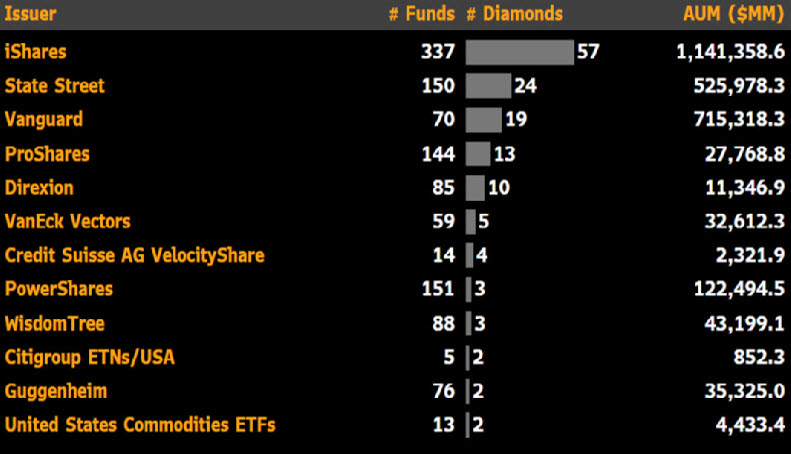 Issuer # Funds # Diamonds AUM ($MM)
iShares 337 57 1,141,358.6
State Street 150 24 525,978.3
Vanguard 70 19 715,318.3
ProShares 144 13 27,768.8
Direxion 85 10 11,346.9
VanEck Vectors 59 5 32,612.3
Credit Suisse AG VelocityShare 14 4 2,321.9
PowerShares 151 3 122,494.5
WisdomTree 88 3 43,199.1
Citigroup ETNs/USA 5 2 852.3
Guggenheim 76 2 35,325.0
United States Commodities ETFs 13 2 4,433.4